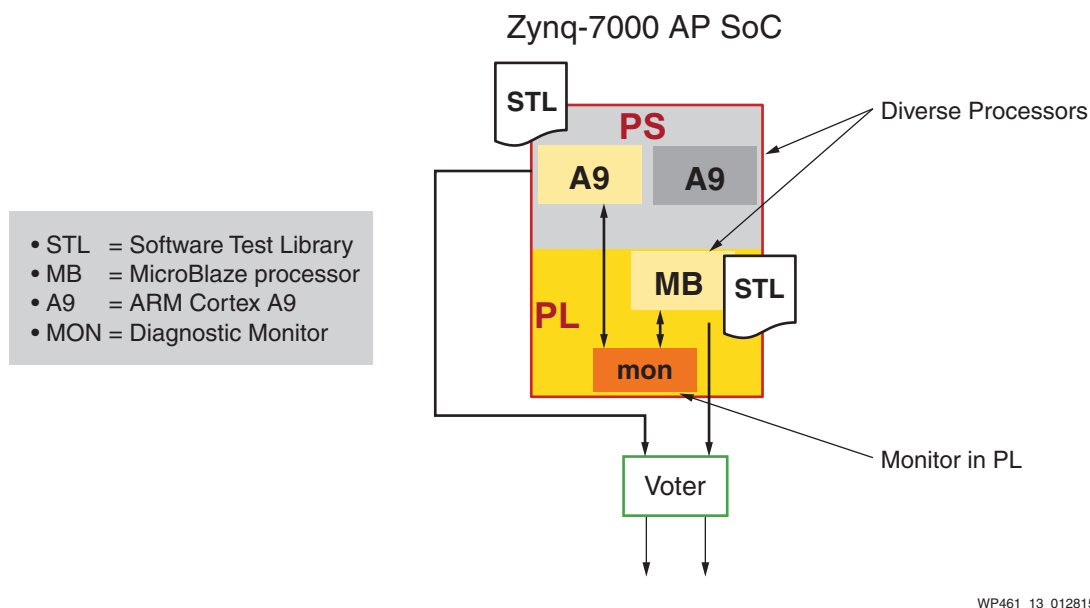 Zynq-7000 AP SoC
STL
PS
Diverse Processors
A9
A9
• STL = Software Test Library
• MB = MicroBlaze processor
• A9 = ARM Cortex A9
• MON = Diagnostic Monitor
MB
STL
PL
mon
Monitor in PL
Voter
WP461_13_012815